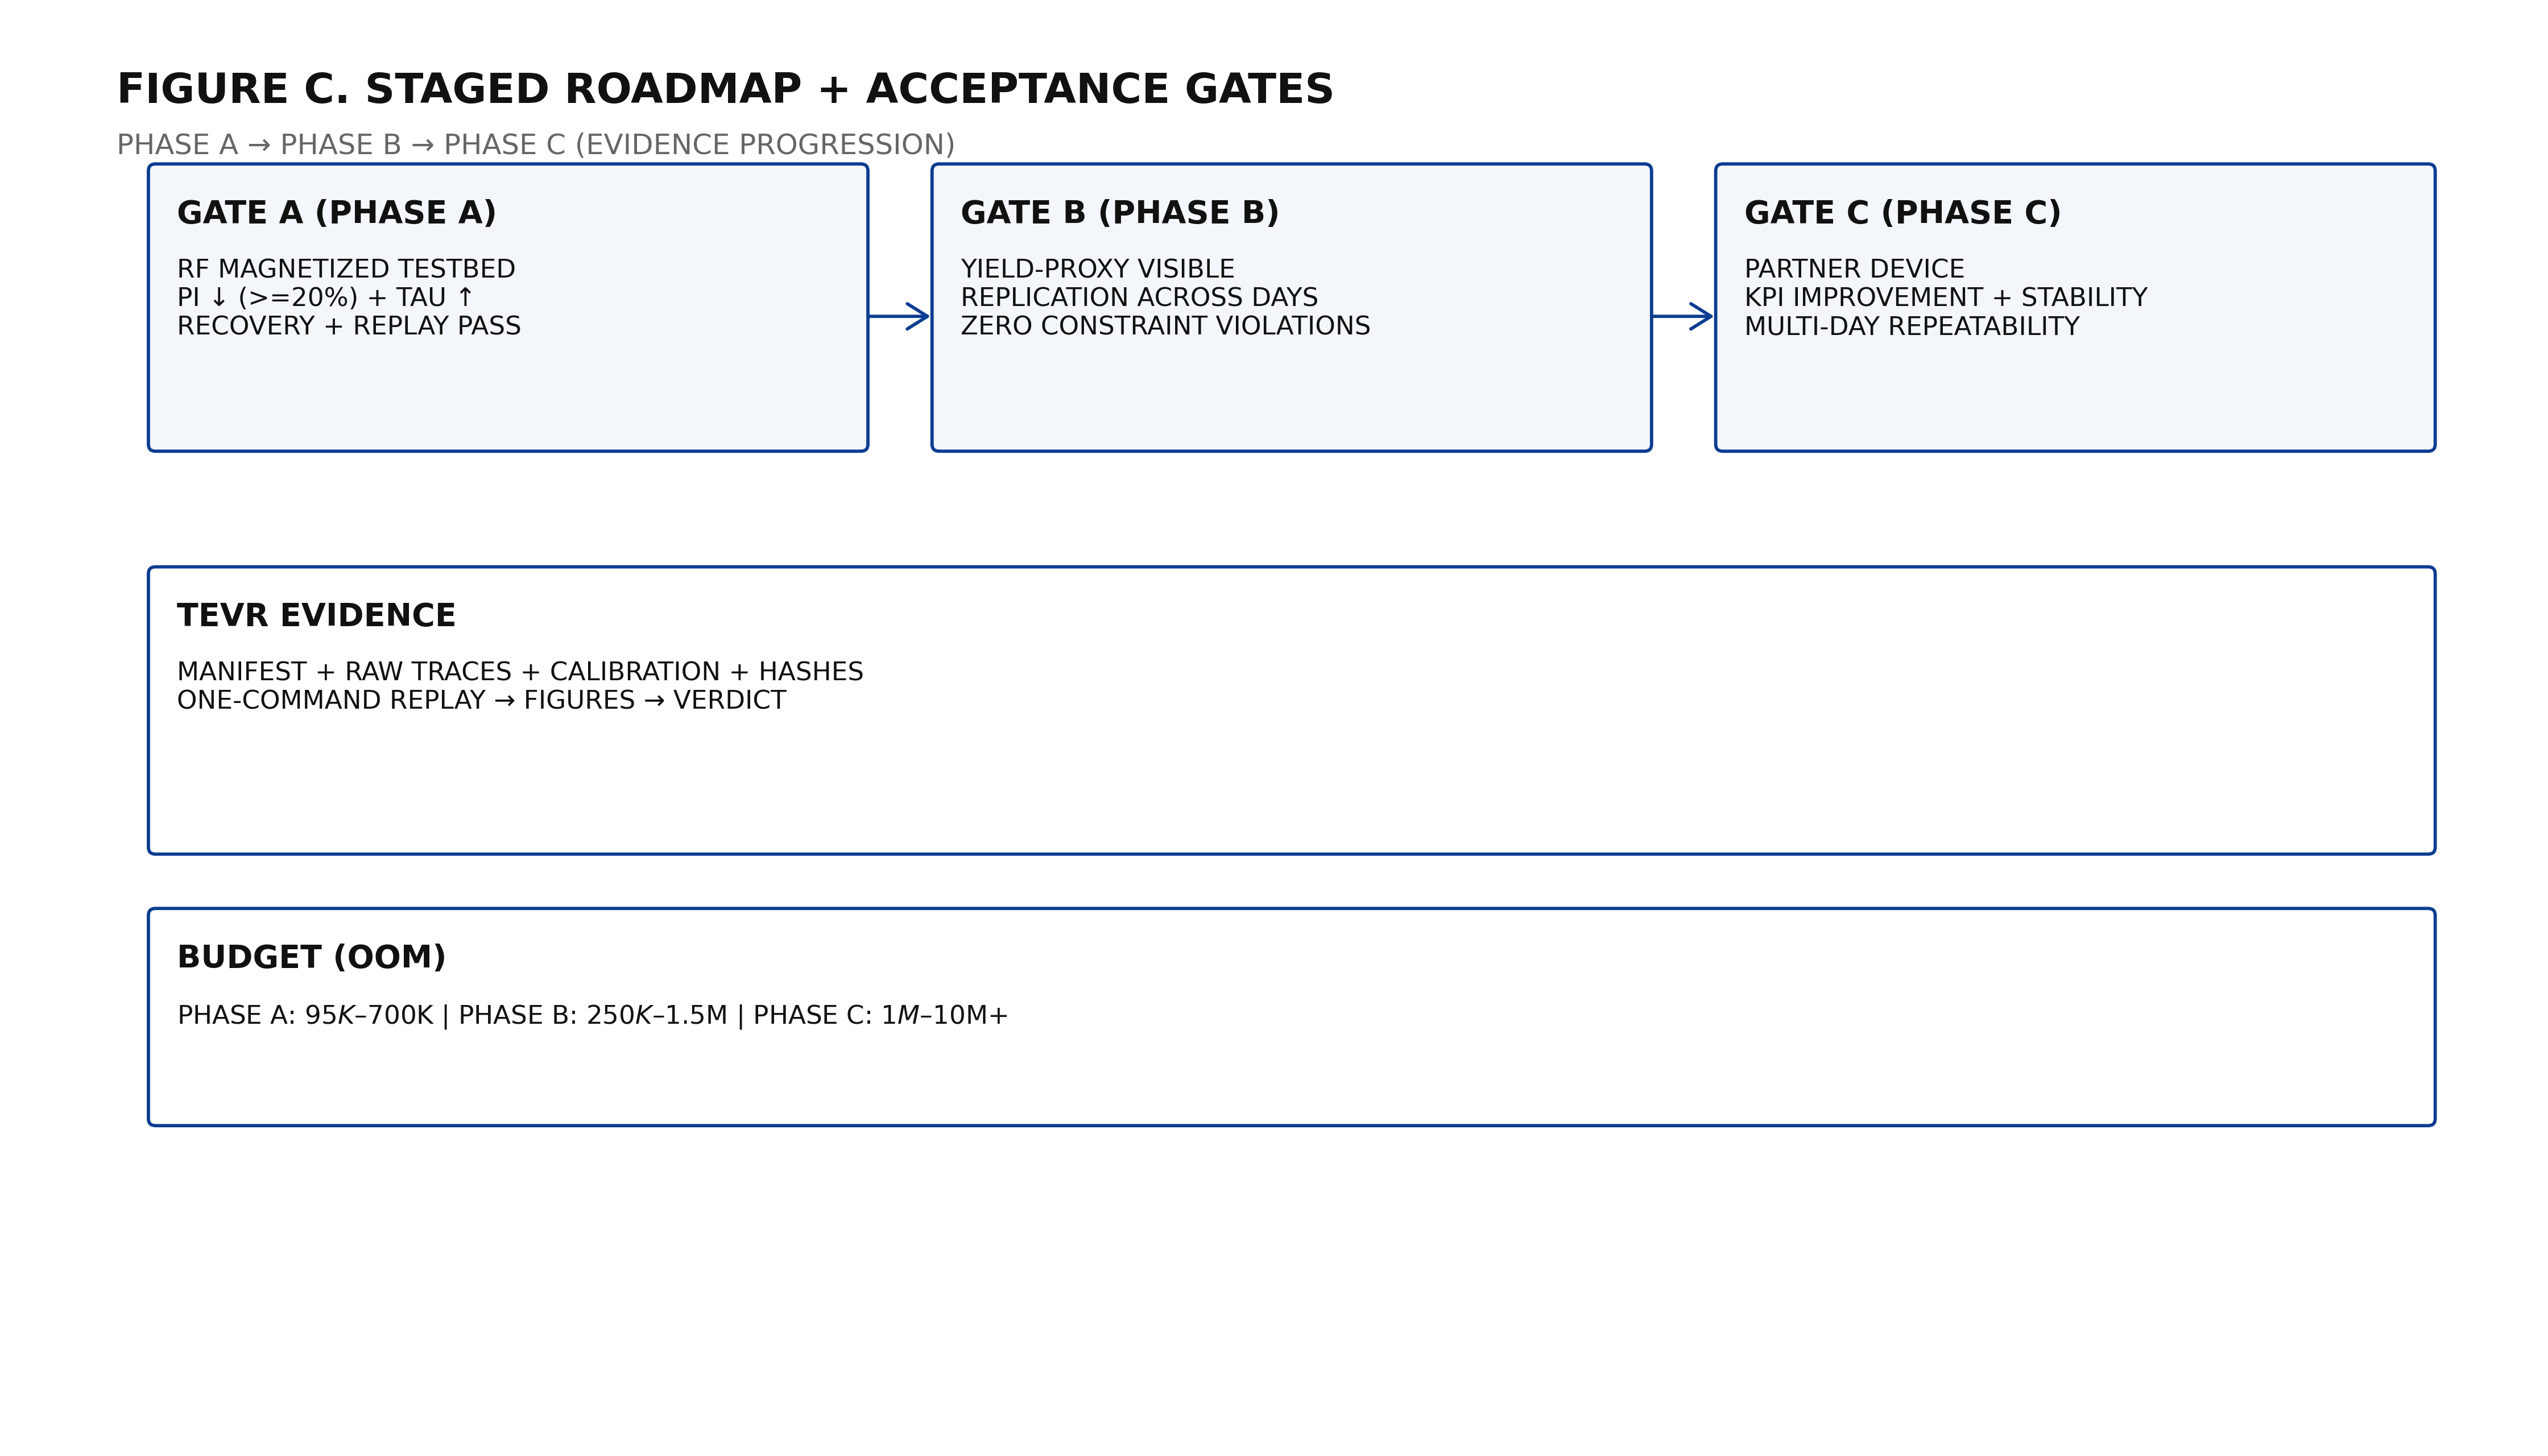 FIGURE C. STAGED ROADMAP + ACCEPTANCE GATES
PHASE A → PHASE B → PHASE C (EVIDENCE PROGRESSION)
GATE A (PHASE A)
RF MAGNETIZED TESTBED
PI ↓ (>=20%) + TAU ↑
RECOVERY + REPLAY PASS
GATE B (PHASE B)
YIELD-PROXY VISIBLE
REPLICATION ACROSS DAYS
ZERO CONSTRAINT VIOLATIONS
GATE C (PHASE C)
PARTNER DEVICE
KPI IMPROVEMENT + STABILITY
MULTI-DAY REPEATABILITY
TEVR EVIDENCE
MANIFEST + RAW TRACES + CALIBRATION + HASHES
ONE-COMMAND REPLAY → FIGURES → VERDICT
BUDGET (OOM)
PHASE A: 95K–700K | PHASE B: 250K–1.5M | PHASE C: 1M–10M+